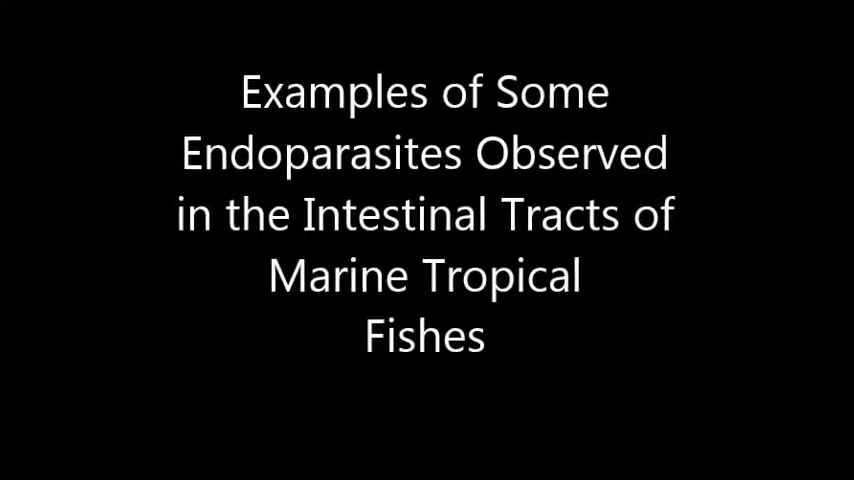 Examples of Some
Endoparasites Observed
in the Intestinal Tracts of
Marine Tropical
Fishes